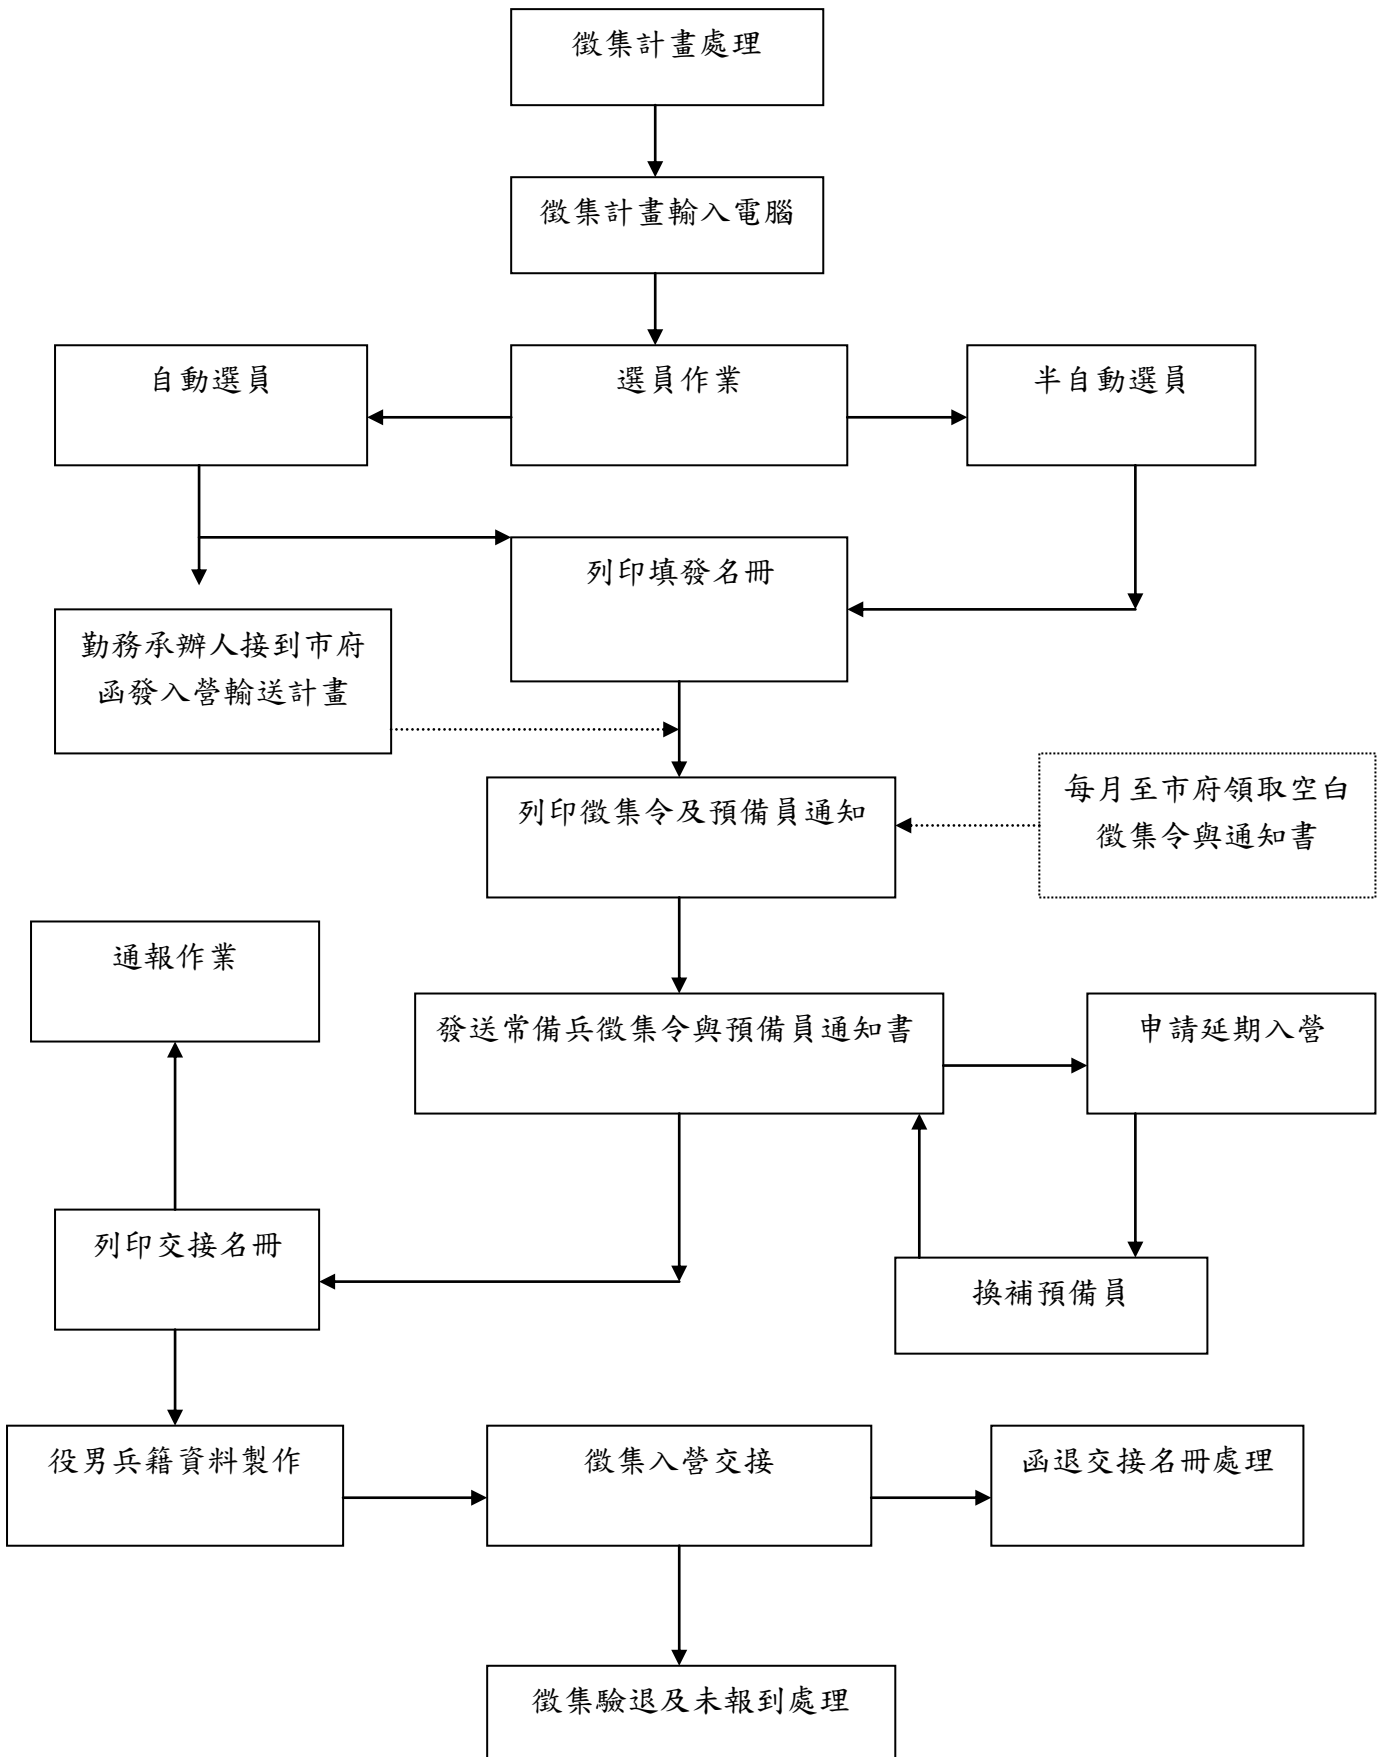 徵集計畫處理
徵集計畫輸入電腦
自動選員
選員作業
半自動選員
列印填發名冊
勤務承辦人接到市府
函發入營輸送計畫
列印徵集令及預備員通知
每月至市府領取空白
徵集令與通知書
通報作業
發送常備兵徵集令與預備員通知書
申請延期入營
列印交接名冊
換補預備員
役男兵籍資料製作
徵集入營交接
函退交接名冊處理
徵集驗退及未報到處理